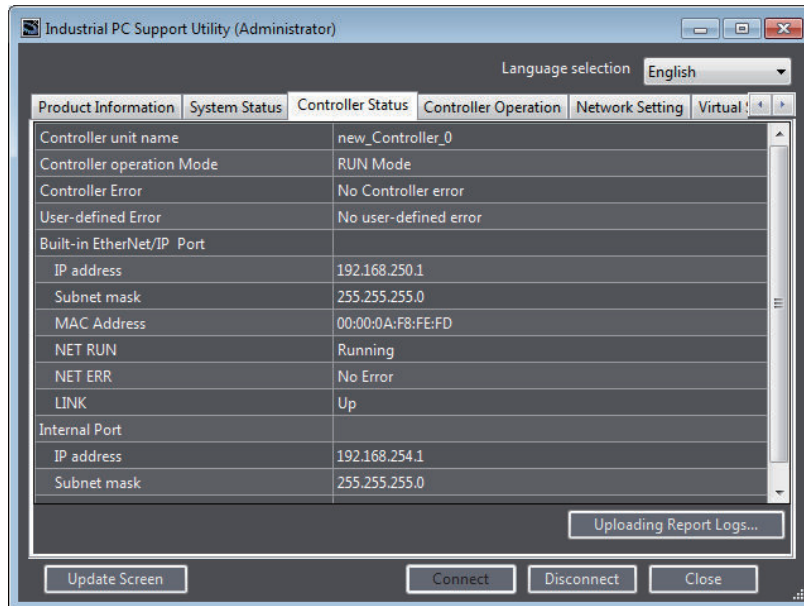 Industrial PC Support Utility (Administrator)
Language selection English
Product Information System Status Controller Status Controller Operation Network Setting Virtual
Controller unit name new_Controller_0
Controller operation Mode RUN Mode
Controller Error No Controller error
User-defined Error No user-defined error
Built-in EtherNet/IP Port
IP address 192.168.250.1
Subnet mask 255.255.255.0
MAC Address 00:00:0A:F8:FE:FD
NET RUN Running
NET ERR No Error
LINK Up
Internal Port
IP address 192.168.254.1
Subnet mask 255.255.255.0
Uploading Report Logs...
Update Screen Connect Disconnect Close